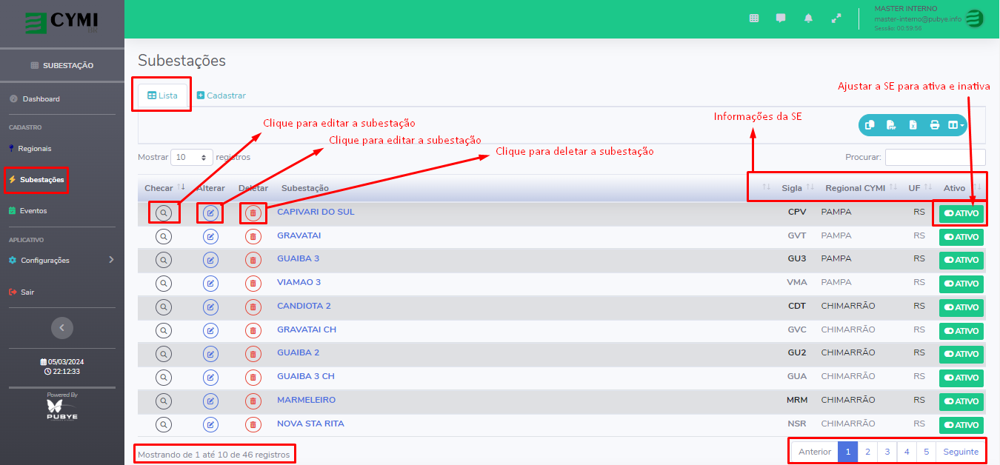 CYMI
MASTER INTERNO
master-interno@pubye.info
Sessão: 00:59:56
SUBESTAÇÃO
Dashboard
CADASTRO
Regionais
Subestações
Eventos
APLICATIVO
Configurações
Sair
05/03/2024
22:12:33
Powered By
PUBYE
Subestações
Lista
Cadastrar
Ajustar a SE para ativa e inativa
Informações da SE
Clique para editar a subestação
Clique para editar a subestação
Clique para deletar a subestação
Mostrar 10 registros
Procurar:
Checar Alterar Deletar Subestação Sigla Regional CYMI UF Ativo
CAPIVARI DO SUL CPV PAMPA RS ATIVO
GRAVATAI GVT PAMPA RS ATIVO
GUAIBA 3 GU3 PAMPA RS ATIVO
VIAMAO 3 VMA PAMPA RS ATIVO
CANDIOTA 2 CDT CHIMARRÃO RS ATIVO
GRAVATAI CH GVC CHIMARRÃO RS ATIVO
GUAIBA 2 GU2 CHIMARRÃO RS ATIVO
GUAIBA 3 CH GUA CHIMARRÃO RS ATIVO
MARMELEIRO MRM CHIMARRÃO RS ATIVO
NOVA STA RITA NSR CHIMARRÃO RS ATIVO
Mostrando de 1 até 10 de 46 registros
Anterior 1 2 3 4 5 Seguinte